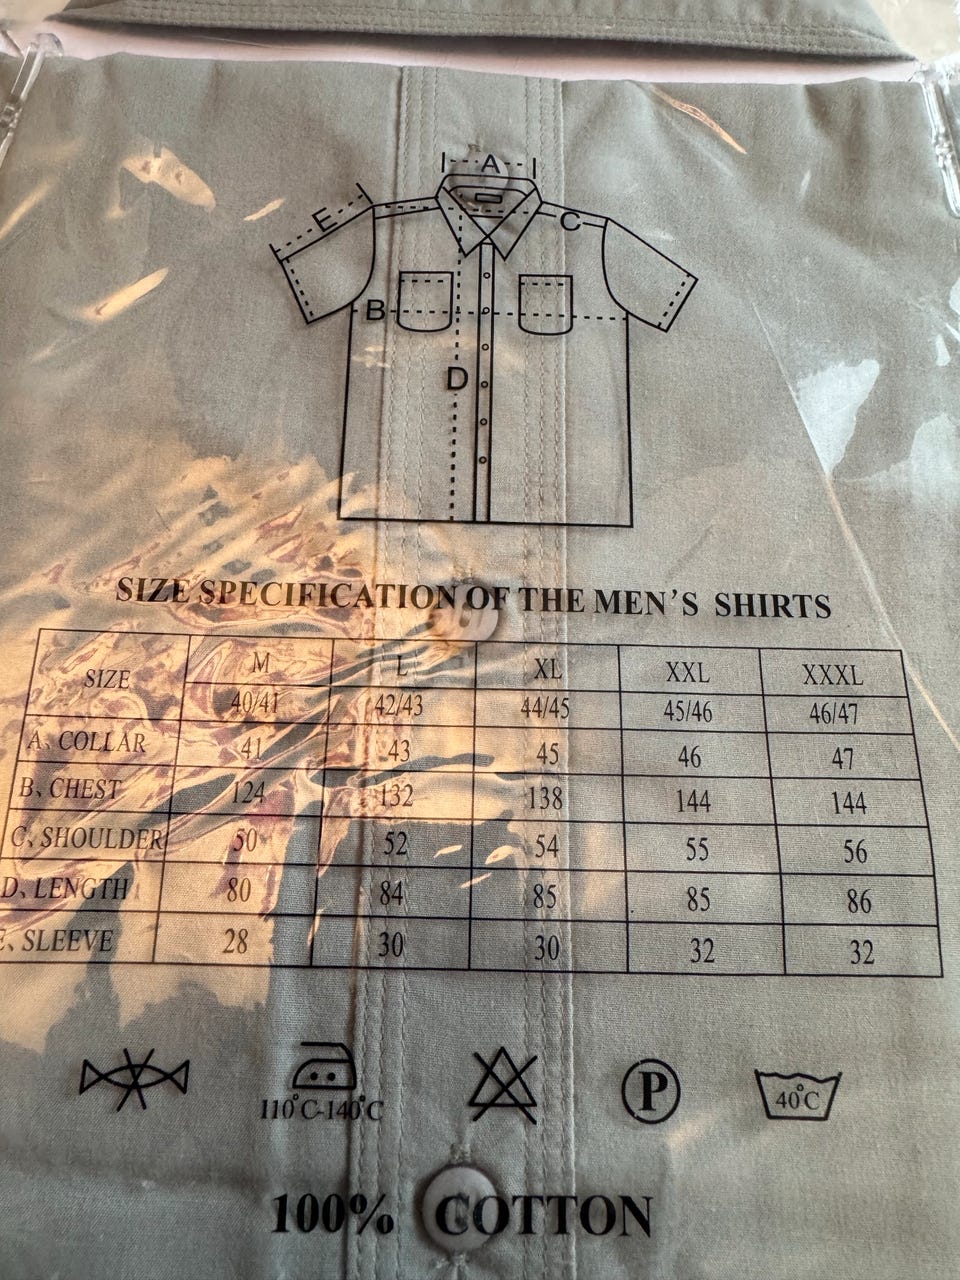 A
E
C
B
D
SIZE SPECIFICATION OF THE MEN’S SHIRTS
SIZE M L XL XXL XXXL
40/41 42/43 44/45 45/46 46/47
A、COLLAR 41 43 45 46 47
B、CHEST 124 132 138 144 144
C、SHOULDER 50 52 54 55 56
D、LENGTH 80 84 85 85 86
E、SLEEVE 28 30 30 32 32
110°C-140°C P 40°C
100% COTTON